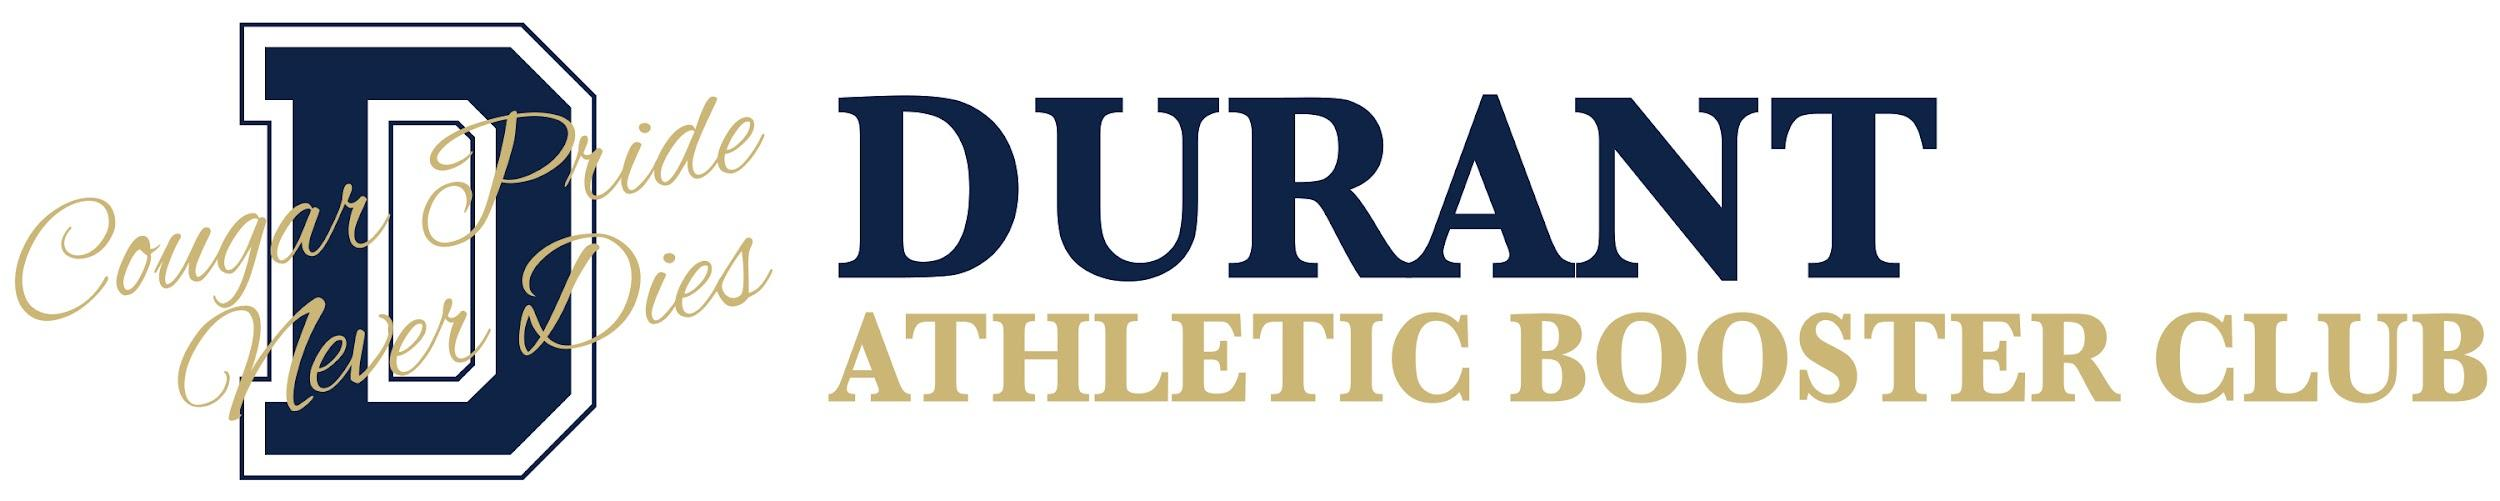 D
Cougar Pride
Never Dies
DURANT
ATHLETIC BOOSTER CLUB